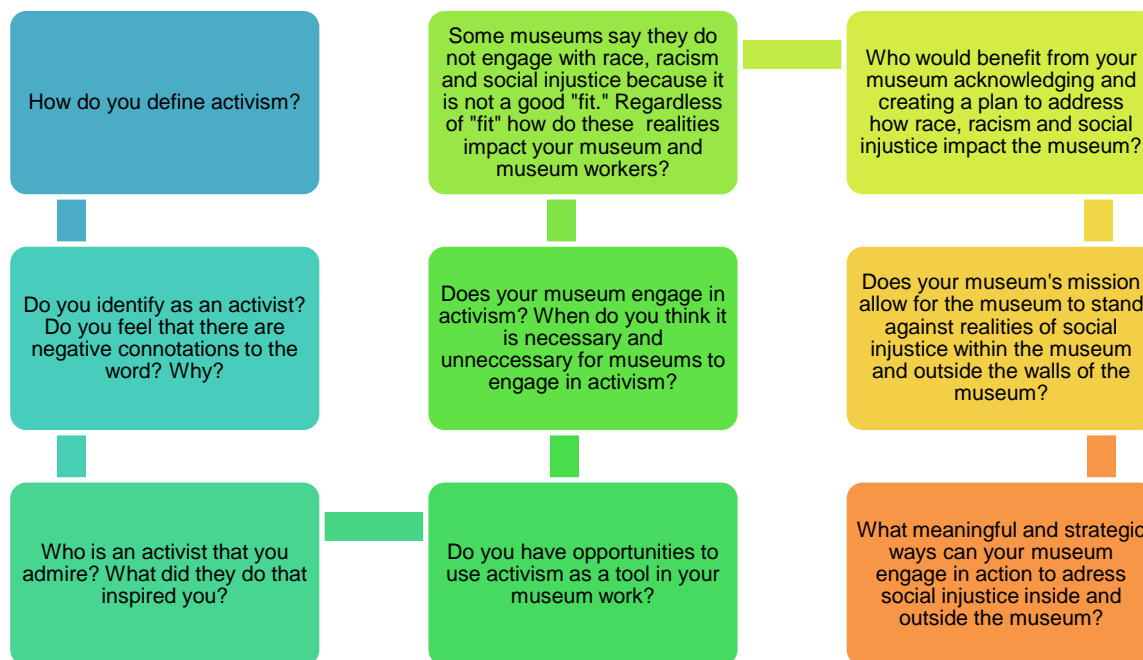 How do you define activism?
Do you identify as an activist?
Do you feel that there are
negative connotations to the
word? Why?
Who is an activist that you
admire? What did they do that
inspired you?
Do you have opportunities to
use activism as a tool in your
museum work?
Does your museum engage in
activism? When do you think it
is necessary and
unneccessary for museums to
engage in activism?
Some museums say they do
not engage with race, racism
and social injustice because it
is not a good "fit." Regardless
of "fit" how do these realities
impact your museum and
museum workers?
Who would benefit from your
museum acknowledging and
creating a plan to address
how race, racism and social
injustice impact the museum?
Does your museum's mission
allow for the museum to stand
against realities of social
injustice within the museum
and outside the walls of the
museum?
What meaningful and strategic
ways can your museum
engage in action to adress
social injustice inside and
outside the museum?